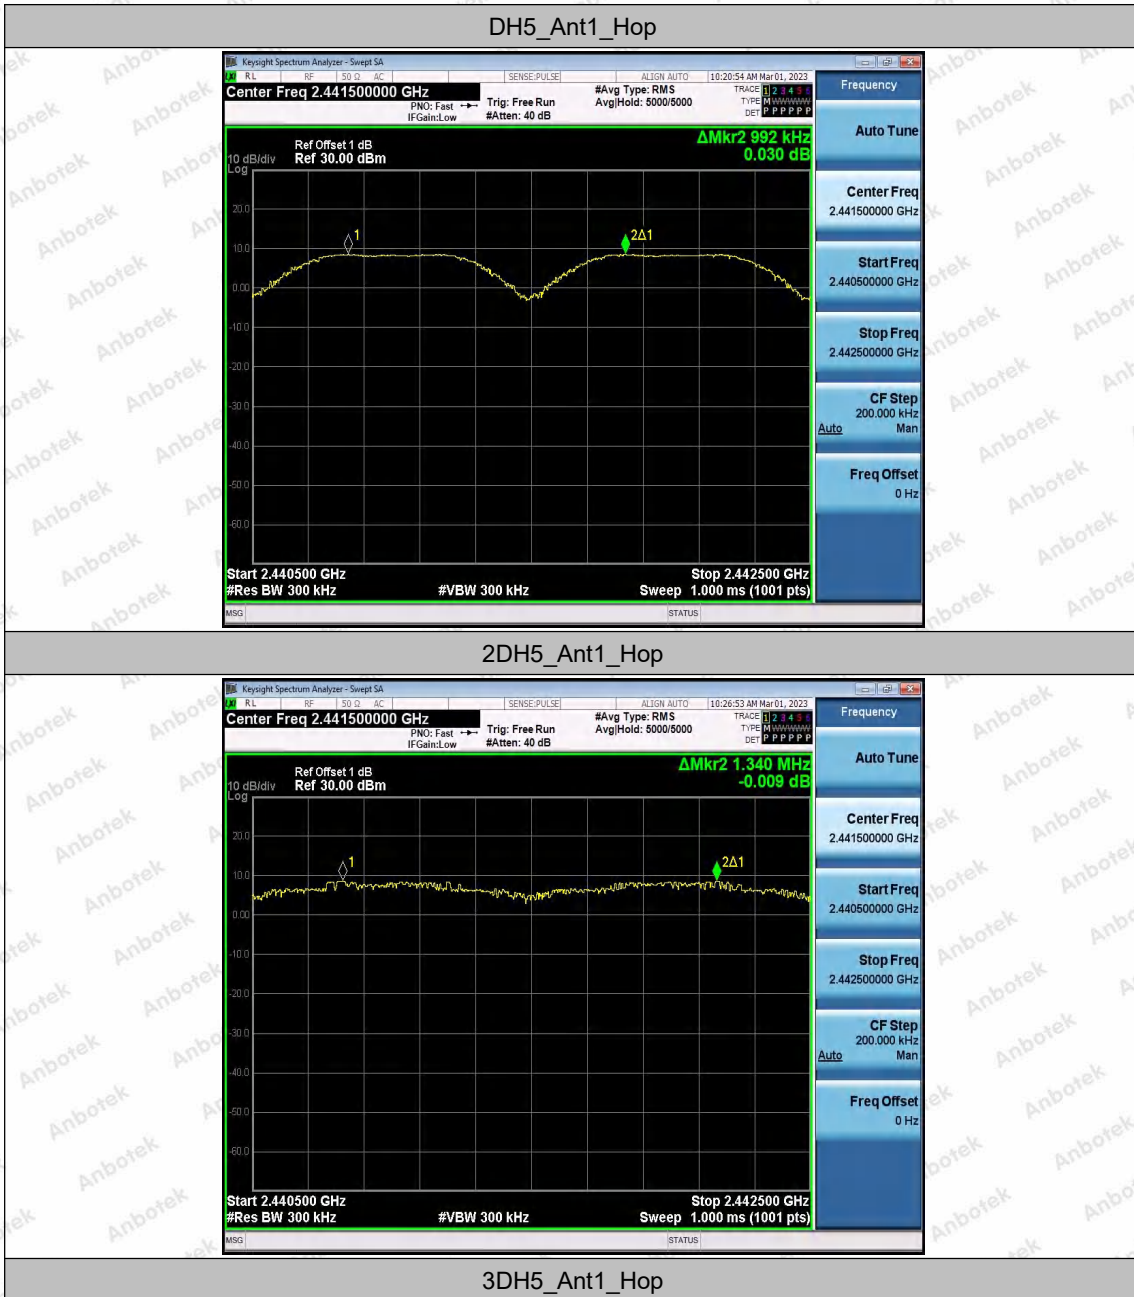 DH5_Ant1_Hop
Keysight Spectrum Analyzer - Swept SA
RL RF 50 Ω AC SENSE:PULSE ALIGN AUTO 10:20:54 AM Mar 01, 2023
Center Freq 2.441500000 GHz
PNO: Fast
IFGain:Low
Trig: Free Run
#Atten: 40 dB
#Avg Type: RMS
Avg|Hold: 5000/5000
TRACE 1 2 3 4 5 6
TYPE M W W W W W
DET P P P P P P
Frequency
Auto Tune
Center Freq
2.441500000 GHz
Start Freq
2.440500000 GHz
Stop Freq
2.442500000 GHz
CF Step
200.000 kHz
Auto Man
Freq Offset
0 Hz
ΔMkr2 992 kHz
0.030 dB
Ref Offset 1 dB
10 dB/div Ref 30.00 dBm
Log
20.0
1 2Δ1
10.0
0.00
-10.0
-20.0
-30.0
-40.0
-50.0
-60.0
Start 2.440500 GHz Stop 2.442500 GHz
#Res BW 300 kHz #VBW 300 kHz Sweep 1.000 ms (1001 pts)
MSG STATUS
2DH5_Ant1_Hop
Keysight Spectrum Analyzer - Swept SA
RL RF 50 Ω AC SENSE:PULSE ALIGN AUTO 10:26:53 AM Mar 01, 2023
Center Freq 2.441500000 GHz
PNO: Fast
IFGain:Low
Trig: Free Run
#Atten: 40 dB
#Avg Type: RMS
Avg|Hold: 5000/5000
TRACE 1 2 3 4 5 6
TYPE M W W W W W
DET P P P P P P
Frequency
Auto Tune
Center Freq
2.441500000 GHz
Start Freq
2.440500000 GHz
Stop Freq
2.442500000 GHz
CF Step
200.000 kHz
Auto Man
Freq Offset
0 Hz
ΔMkr2 1.340 MHz
-0.009 dB
Ref Offset 1 dB
10 dB/div Ref 30.00 dBm
Log
20.0
1 2Δ1
10.0
0.00
-10.0
-20.0
-30.0
-40.0
-50.0
-60.0
Start 2.440500 GHz Stop 2.442500 GHz
#Res BW 300 kHz #VBW 300 kHz Sweep 1.000 ms (1001 pts)
MSG STATUS
3DH5_Ant1_Hop